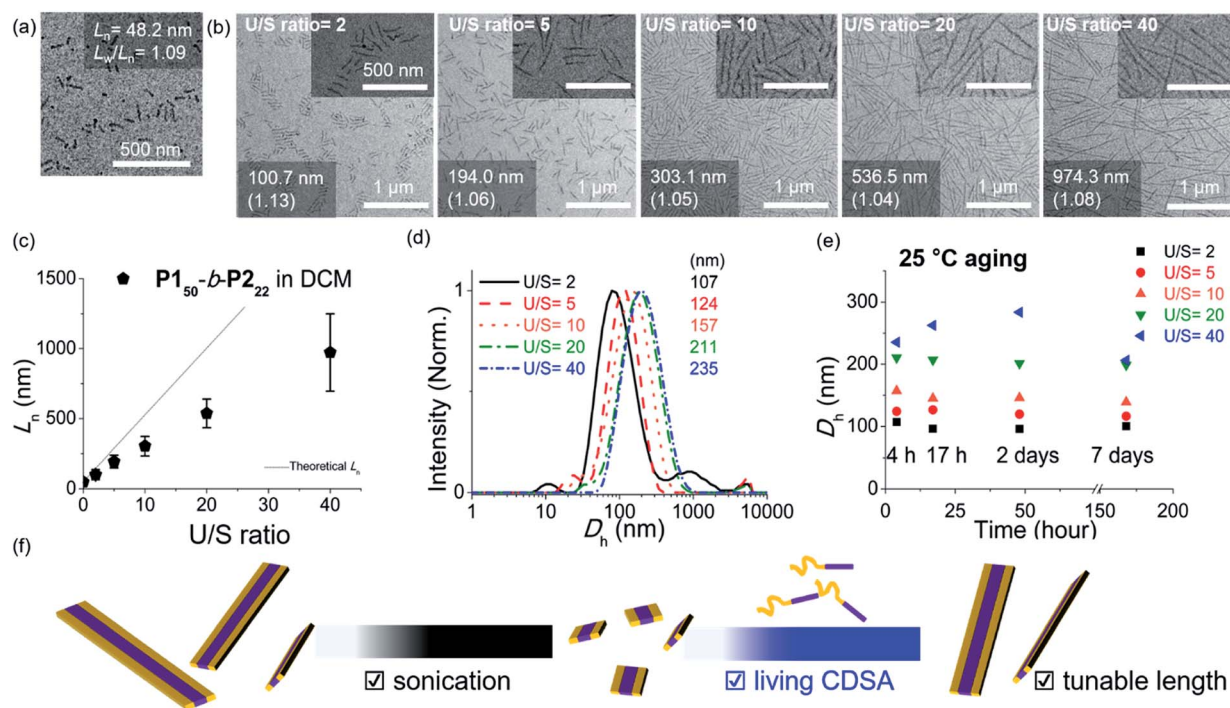 (a)
Lₙ= 48.2 nm
L_w/Lₙ= 1.09
500 nm
(b)
U/S ratio= 2
500 nm
100.7 nm
(1.13)
1 µm
U/S ratio= 5
194.0 nm
(1.06)
1 µm
U/S ratio= 10
303.1 nm
(1.05)
1 µm
U/S ratio= 20
536.5 nm
(1.04)
1 µm
U/S ratio= 40
974.3 nm
(1.08)
1 µm
(c)
P1₅₀-b-P2₂₂ in DCM
1500
1000
500
0
Lₙ (nm)
Theoretical Lₙ
0 10 20 30 40
U/S ratio
(d)
(nm)
U/S= 2 107
U/S= 5 124
U/S= 10 157
U/S= 20 211
U/S= 40 235
1
0
Intensity (Norm.)
1 10 100 1000 10000
D_h (nm)
(e)
25 °C aging
U/S= 2
U/S= 5
U/S= 10
U/S= 20
U/S= 40
300
200
100
0
D_h (nm)
4 h 17 h 2 days 7 days
0 25 50 150 200
Time (hour)
(f)
☑ sonication
☑ living CDSA
☑ tunable length